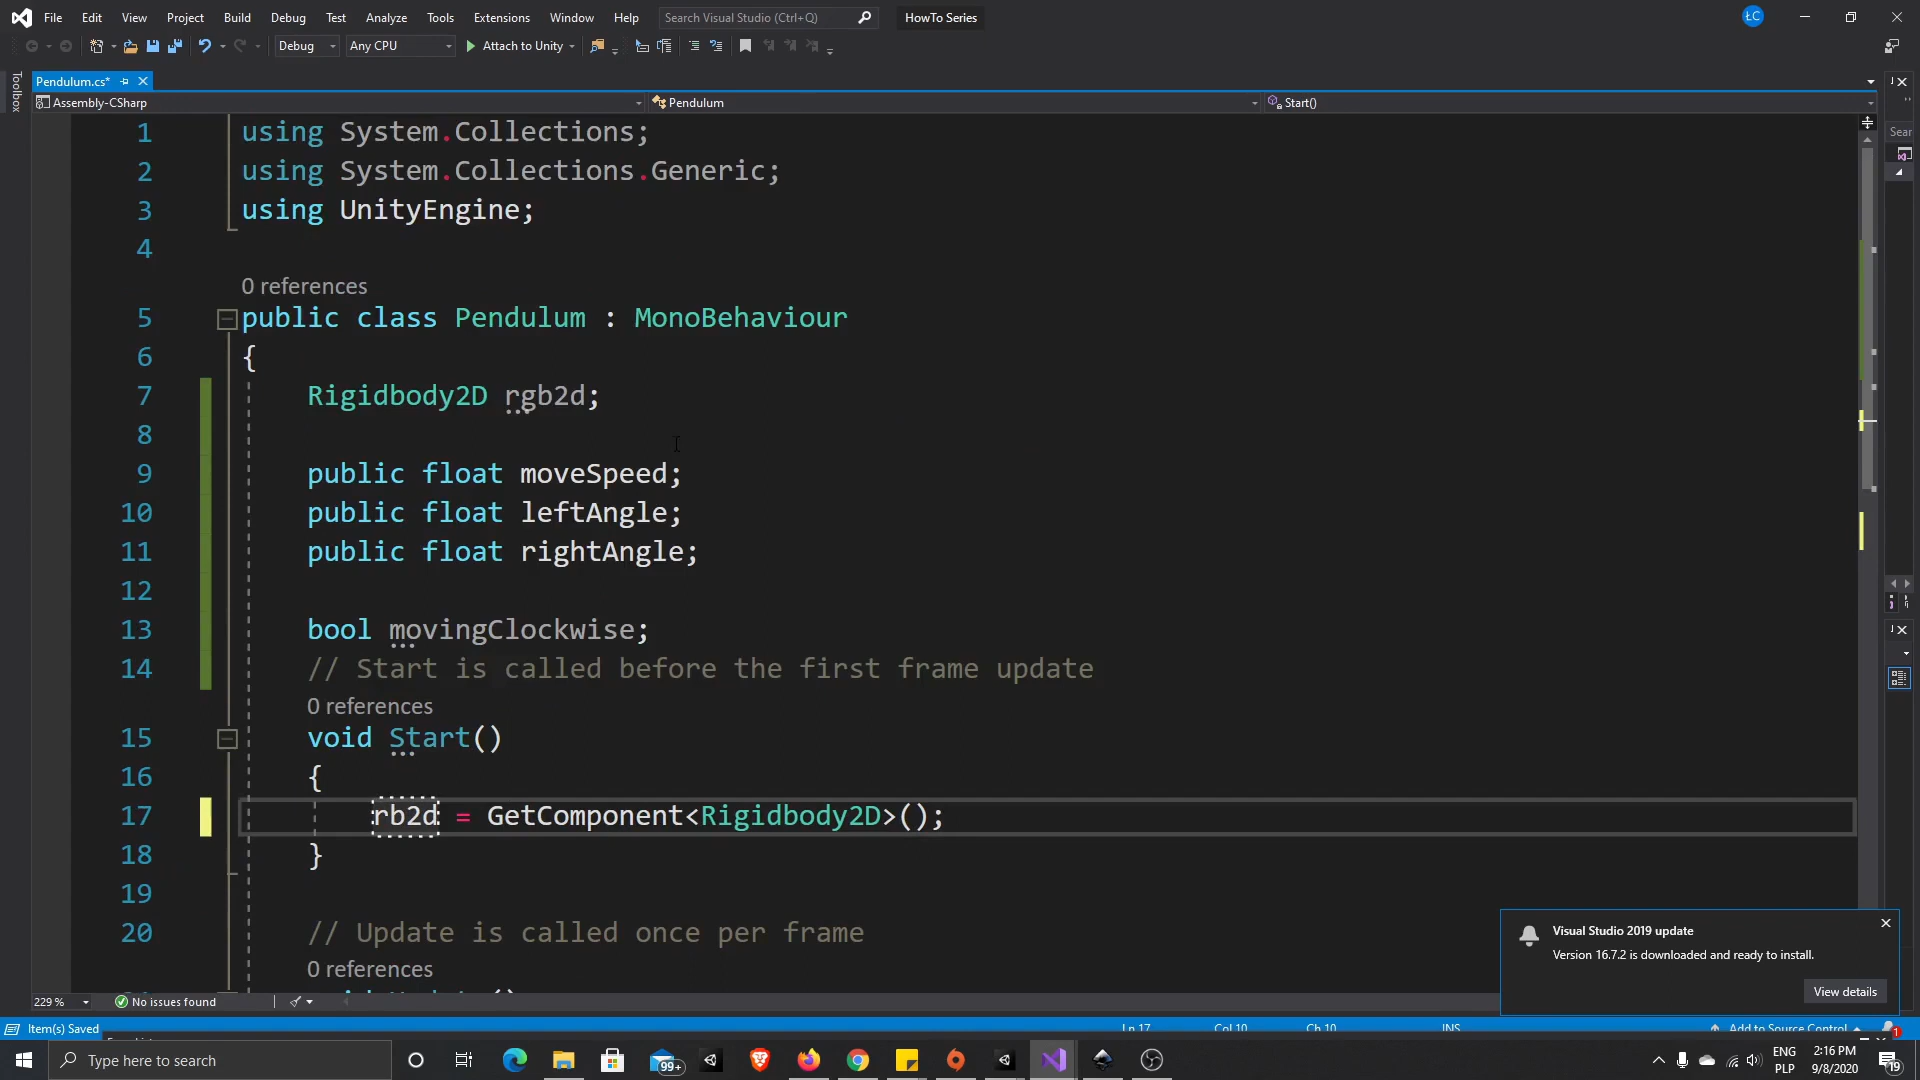 File Edit View Project Build Debug Test Analyze Tools Extensions Window Help Search Visual Studio (Ctrl+Q) HowTo Series ŁC
Debug Any CPU Attach to Unity
Toolbox
Pendulum.cs*
Assembly-CSharp Pendulum Start()
Sear
1 using System.Collections;
2 using System.Collections.Generic;
3 using UnityEngine;
4
0 references
5 public class Pendulum : MonoBehaviour
6 {
7 Rigidbody2D rgb2d;
8
9 public float moveSpeed;
10 public float leftAngle;
11 public float rightAngle;
12
13 bool movingClockwise;
14 // Start is called before the first frame update
0 references
15 void Start()
16 {
17 rb2d = GetComponent<Rigidbody2D>();
18 }
19
20 // Update is called once per frame
0 references
Visual Studio 2019 update
Version 16.7.2 is downloaded and ready to install.
View details
229 % No issues found
Item(s) Saved Ln 17 Col 10 Ch 10 INS Add to Source Control 1
Type here to search 99+ ENG PLP 2:16 PM 9/8/2020 19